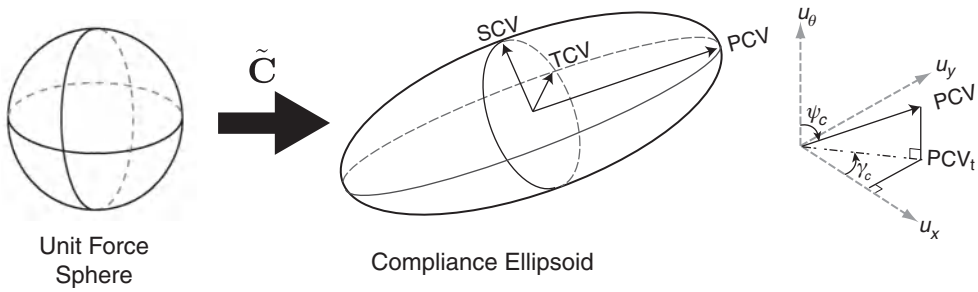 Unit Force
Sphere
C̃
SCV
TCV
PCV
Compliance Ellipsoid
u_θ
u_y
PCV
ψ_c
PCV_t
γ_c
u_x